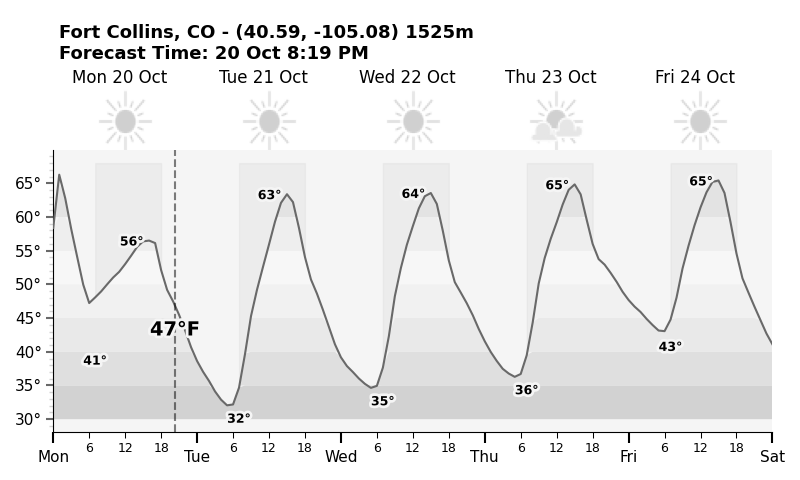 Fort Collins, CO - (40.59, -105.08) 1525m
Forecast Time: 20 Oct 8:19 PM
Mon 20 Oct Tue 21 Oct Wed 22 Oct Thu 23 Oct Fri 24 Oct
65°
60°
55°
50°
45°
40°
35°
30°
56° 63° 64° 65° 65°
47°F
41° 32° 35° 36° 43°
6 12 18 6 12 18 6 12 18 6 12 18 6 12 18
Mon Tue Wed Thu Fri Sat